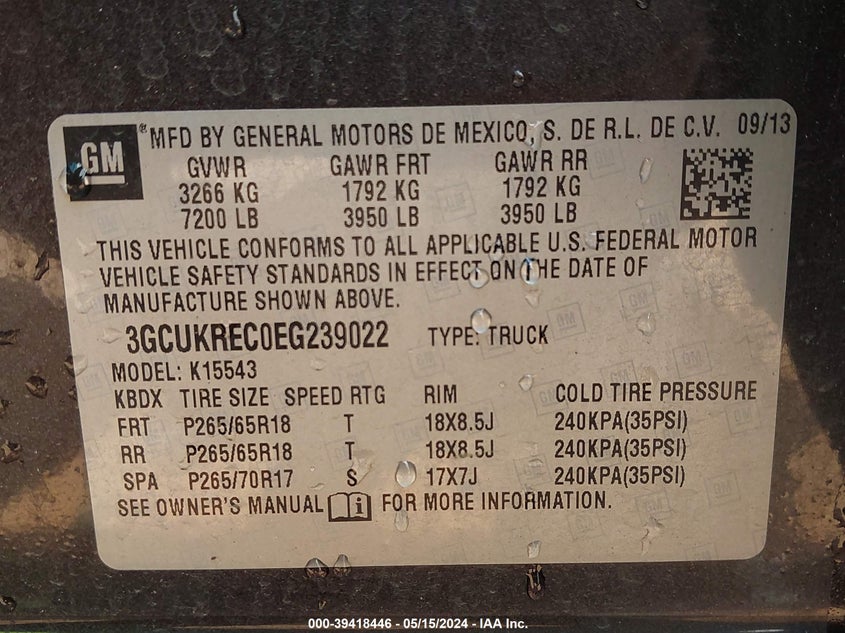 GM ® MFD BY GENERAL MOTORS DE MEXICO, S. DE R.L. DE C.V. 09/13
GVWR GAWR FRT GAWR RR
3266 KG 1792 KG 1792 KG
7200 LB 3950 LB 3950 LB
THIS VEHICLE CONFORMS TO ALL APPLICABLE U.S. FEDERAL MOTOR
VEHICLE SAFETY STANDARDS IN EFFECT ON THE DATE OF
MANUFACTURE SHOWN ABOVE.
3GCUKREC0EG239022 TYPE: TRUCK
MODEL: K15543
KBDX TIRE SIZE SPEED RTG RIM COLD TIRE PRESSURE
FRT P265/65R18 T 18X8.5J 240KPA(35PSI)
RR P265/65R18 T 18X8.5J 240KPA(35PSI)
SPA P265/70R17 S 17X7J 240KPA(35PSI)
SEE OWNER'S MANUAL i FOR MORE INFORMATION.
000-39418446 - 05/15/2024 - IAA Inc.